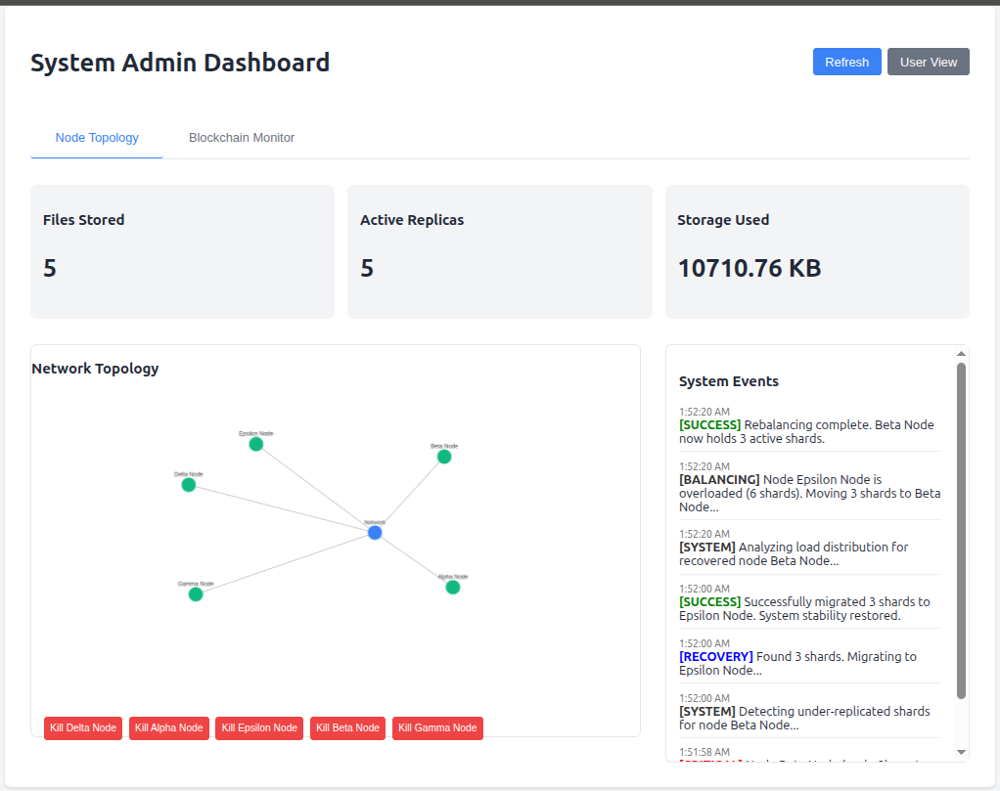 System Admin Dashboard
Refresh
User View
Node Topology
Blockchain Monitor
Files Stored
5
Active Replicas
5
Storage Used
10710.76 KB
Network Topology
Epsilon Node
Beta Node
Delta Node
Network
Alpha Node
Gamma Node
Kill Delta Node
Kill Alpha Node
Kill Epsilon Node
Kill Beta Node
Kill Gamma Node
System Events
1:52:20 AM
[SUCCESS] Rebalancing complete. Beta Node
now holds 3 active shards.
1:52:20 AM
[BALANCING] Node Epsilon Node is
overloaded (6 shards). Moving 3 shards to Beta
Node...
1:52:20 AM
[SYSTEM] Analyzing load distribution for
recovered node Beta Node...
1:52:00 AM
[SUCCESS] Successfully migrated 3 shards to
Epsilon Node. System stability restored.
1:52:00 AM
[RECOVERY] Found 3 shards. Migrating to
Epsilon Node...
1:52:00 AM
[SYSTEM] Detecting under-replicated shards
for node Beta Node...
1:51:58 AM